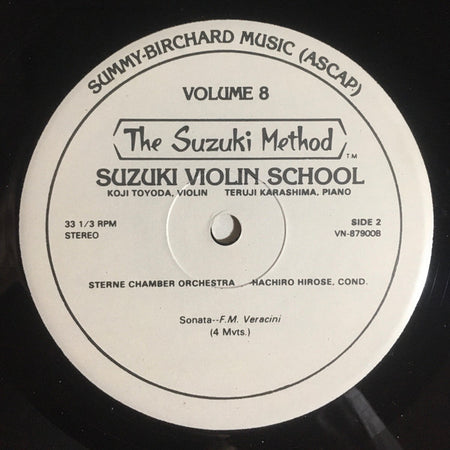 SUMMY-BIRCHARD MUSIC (ASCAP)
VOLUME 8
The Suzuki Method
TM
SUZUKI VIOLIN SCHOOL
KOJI TOYODA, VIOLIN TERUJI KARASHIMA, PIANO
33 1/3 RPM SIDE 2
STEREO VN-879008
STERNE CHAMBER ORCHESTRA HACHIRO HIROSE, COND.
Sonata--F.M. Veracini
(4 Mvts.)